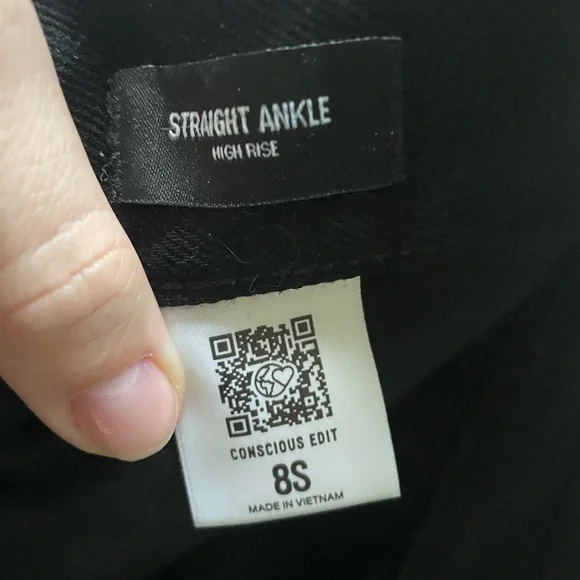 STRAIGHT ANKLE
HIGH RISE
CONSCIOUS EDIT
8S
MADE IN VIETNAM